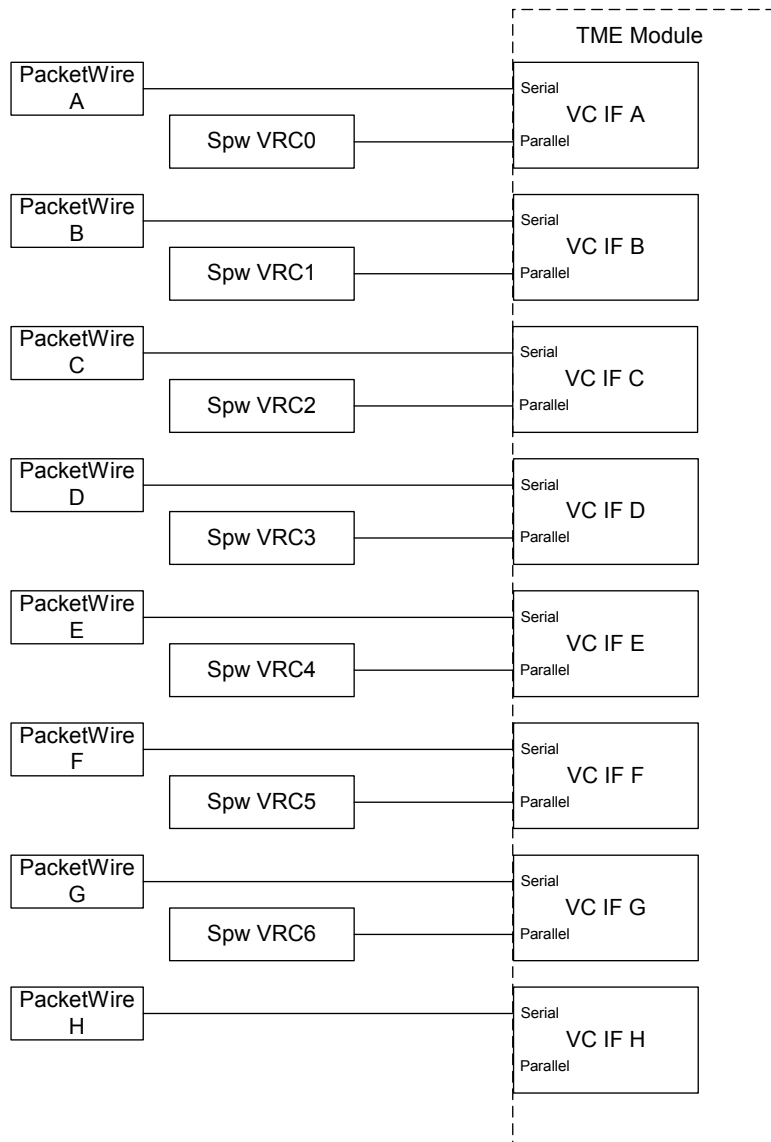 TME Module
PacketWire
A
Serial
VC IF A
Spw VRC0
Parallel
PacketWire
B
Serial
VC IF B
Spw VRC1
Parallel
PacketWire
C
Serial
VC IF C
Spw VRC2
Parallel
PacketWire
D
Serial
VC IF D
Spw VRC3
Parallel
PacketWire
E
Serial
VC IF E
Spw VRC4
Parallel
PacketWire
F
Serial
VC IF F
Spw VRC5
Parallel
PacketWire
G
Serial
VC IF G
Spw VRC6
Parallel
PacketWire
H
Serial
VC IF H
Parallel